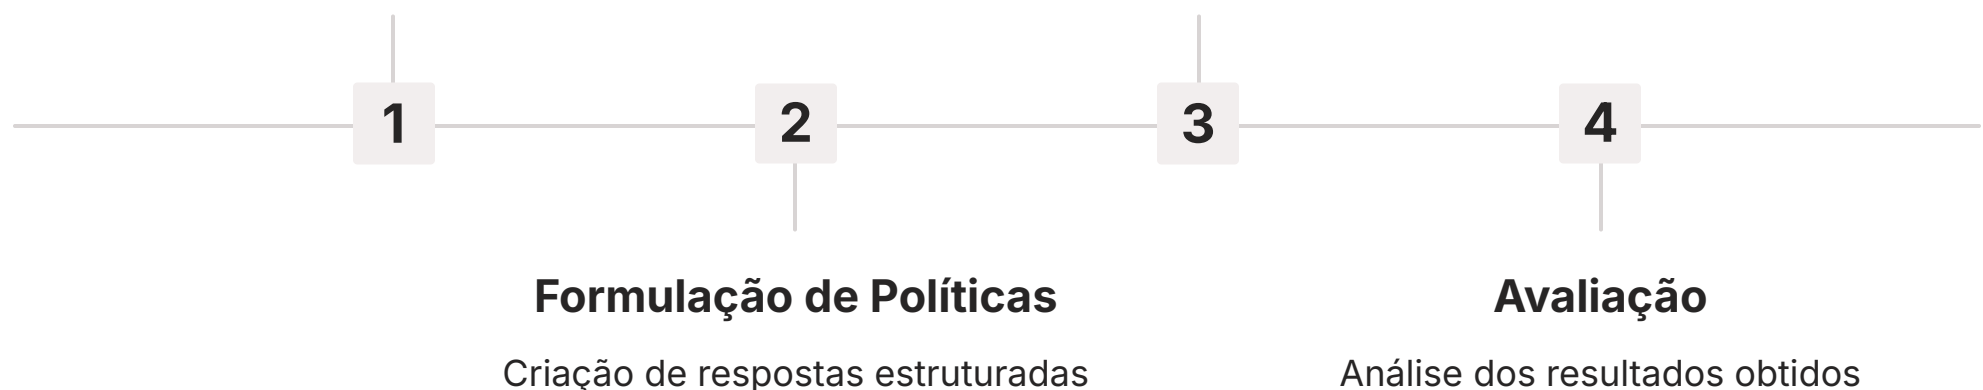 1
2
3
4
Formulação de Políticas
Criação de respostas estruturadas
Avaliação
Análise dos resultados obtidos